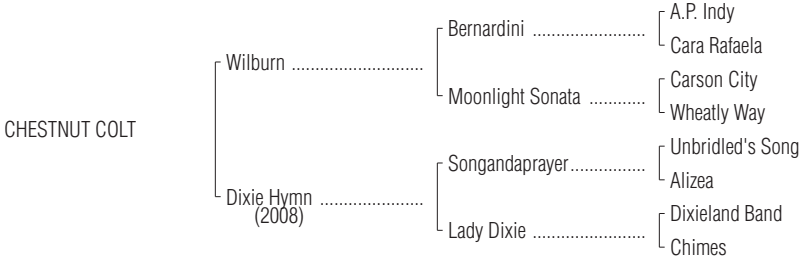 A.P. Indy
Bernardini ........................
Cara Rafaela
Wilburn ............................
Carson City
Moonlight Sonata ............
Wheatly Way
CHESTNUT COLT
Unbridled's Song
Songandaprayer................
Alizea
Dixie Hymn ......................
(2008)
Dixieland Band
Lady Dixie ........................
Chimes